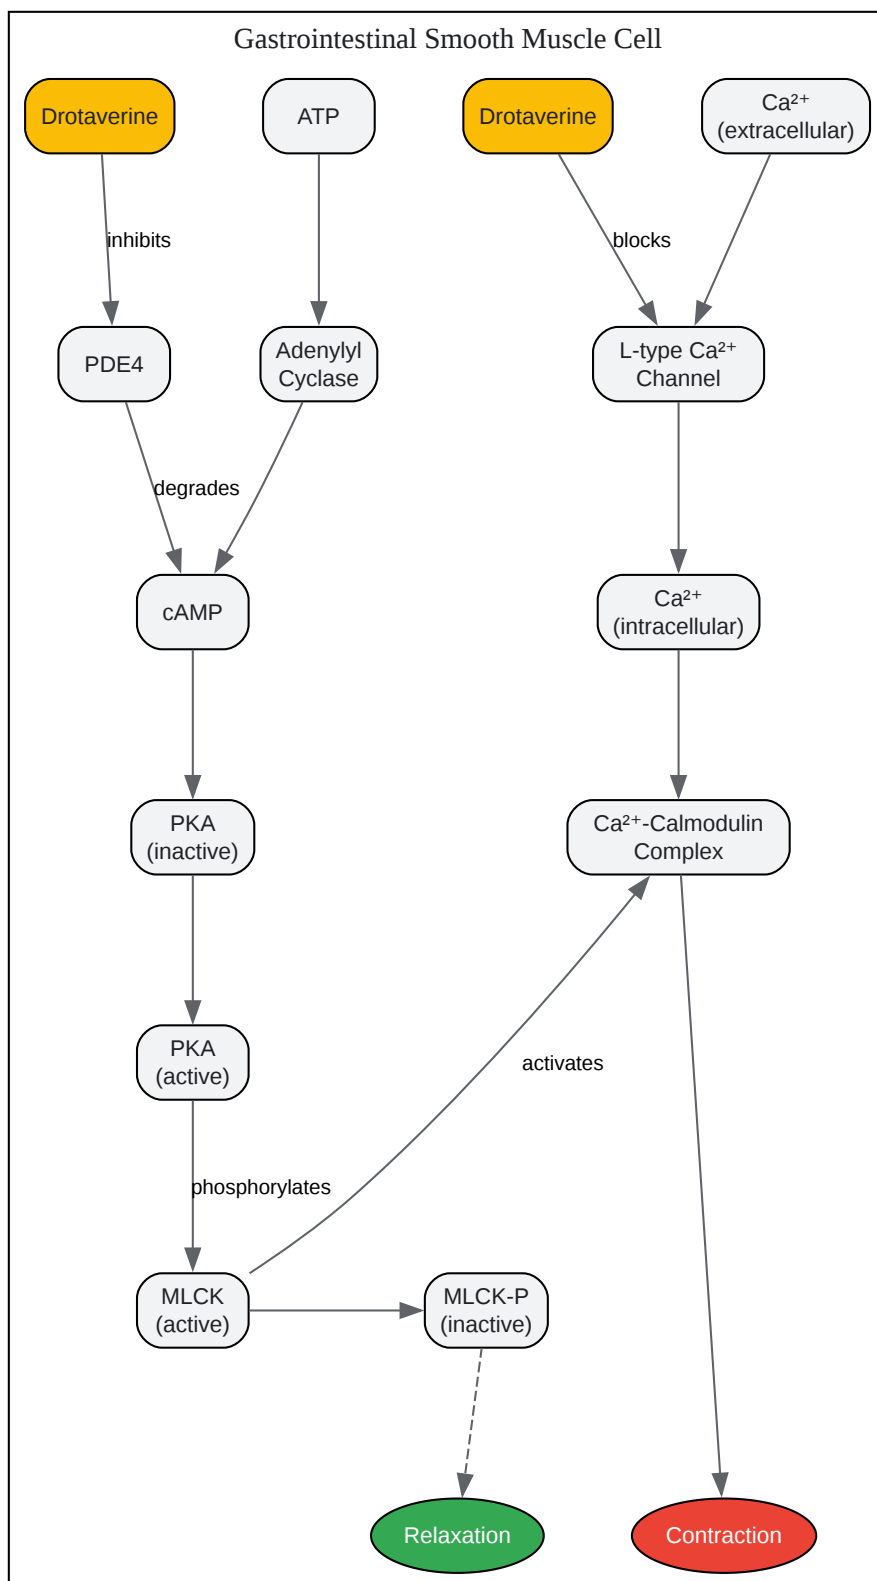 Gastrointestinal Smooth Muscle Cell
Drotaverine
ATP
Drotaverine
Ca²⁺
(extracellular)
inhibits
blocks
PDE4
Adenylyl
Cyclase
L-type Ca²⁺
Channel
degrades
cAMP
Ca²⁺
(intracellular)
PKA
(inactive)
Ca²⁺-Calmodulin
Complex
PKA
(active)
activates
phosphorylates
MLCK
(active)
MLCK-P
(inactive)
Relaxation
Contraction